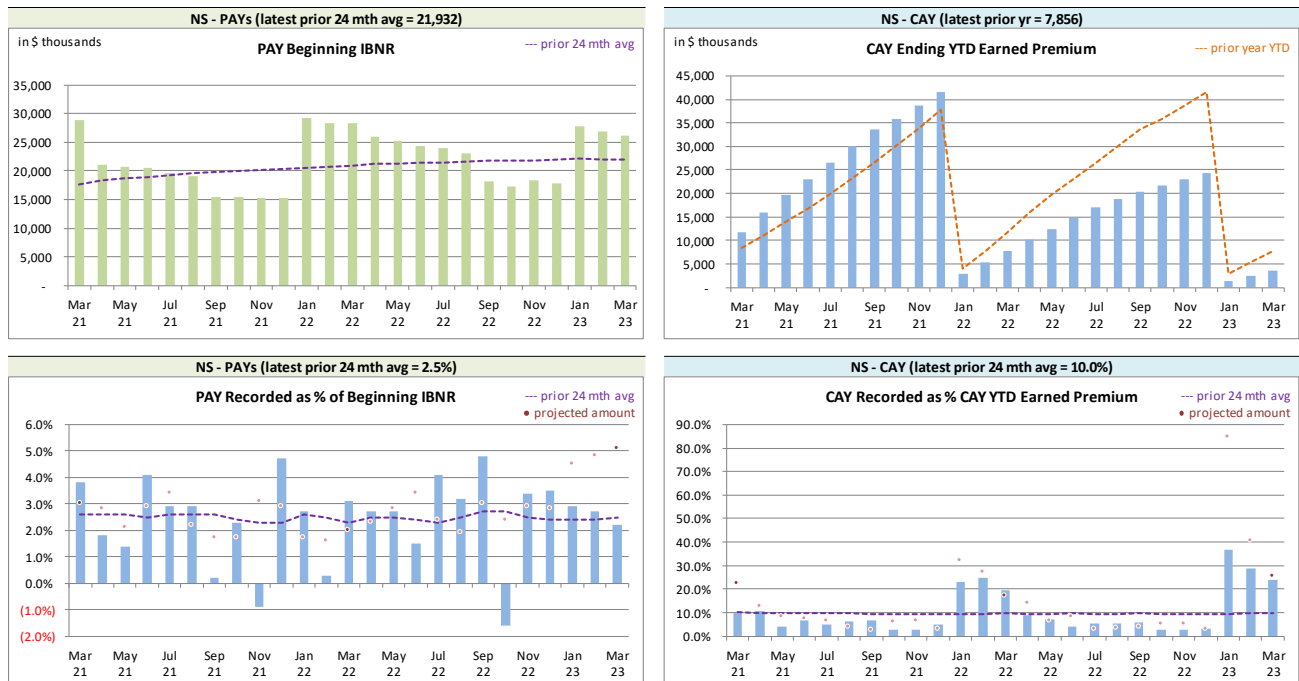 NS - PAYs (latest prior 24 mth avg = 21,932)
in $ thousands
PAY Beginning IBNR
--- prior 24 mth avg
35,000
30,000
25,000
20,000
15,000
10,000
5,000
-
Mar May Jul Sep Nov Jan Mar May Jul Sep Nov Jan Mar
21 21 21 21 21 22 22 22 22 22 22 23 23
NS - CAY (latest prior yr = 7,856)
in $ thousands
CAY Ending YTD Earned Premium
--- prior year YTD
45,000
40,000
35,000
30,000
25,000
20,000
15,000
10,000
5,000
-
Mar May Jul Sep Nov Jan Mar May Jul Sep Nov Jan Mar
21 21 21 21 21 22 22 22 22 22 22 23 23
NS - PAYs (latest prior 24 mth avg = 2.5%)
PAY Recorded as % of Beginning IBNR
--- prior 24 mth avg
• projected amount
6.0%
5.0%
4.0%
3.0%
2.0%
1.0%
0.0%
(1.0%)
(2.0%)
Mar May Jul Sep Nov Jan Mar May Jul Sep Nov Jan Mar
21 21 21 21 21 22 22 22 22 22 22 23 23
NS - CAY (latest prior 24 mth avg = 10.0%)
CAY Recorded as % CAY YTD Earned Premium
--- prior 24 mth avg
• projected amount
90.0%
80.0%
70.0%
60.0%
50.0%
40.0%
30.0%
20.0%
10.0%
0.0%
Mar May Jul Sep Nov Jan Mar May Jul Sep Nov Jan Mar
21 21 21 21 21 22 22 22 22 22 22 23 23